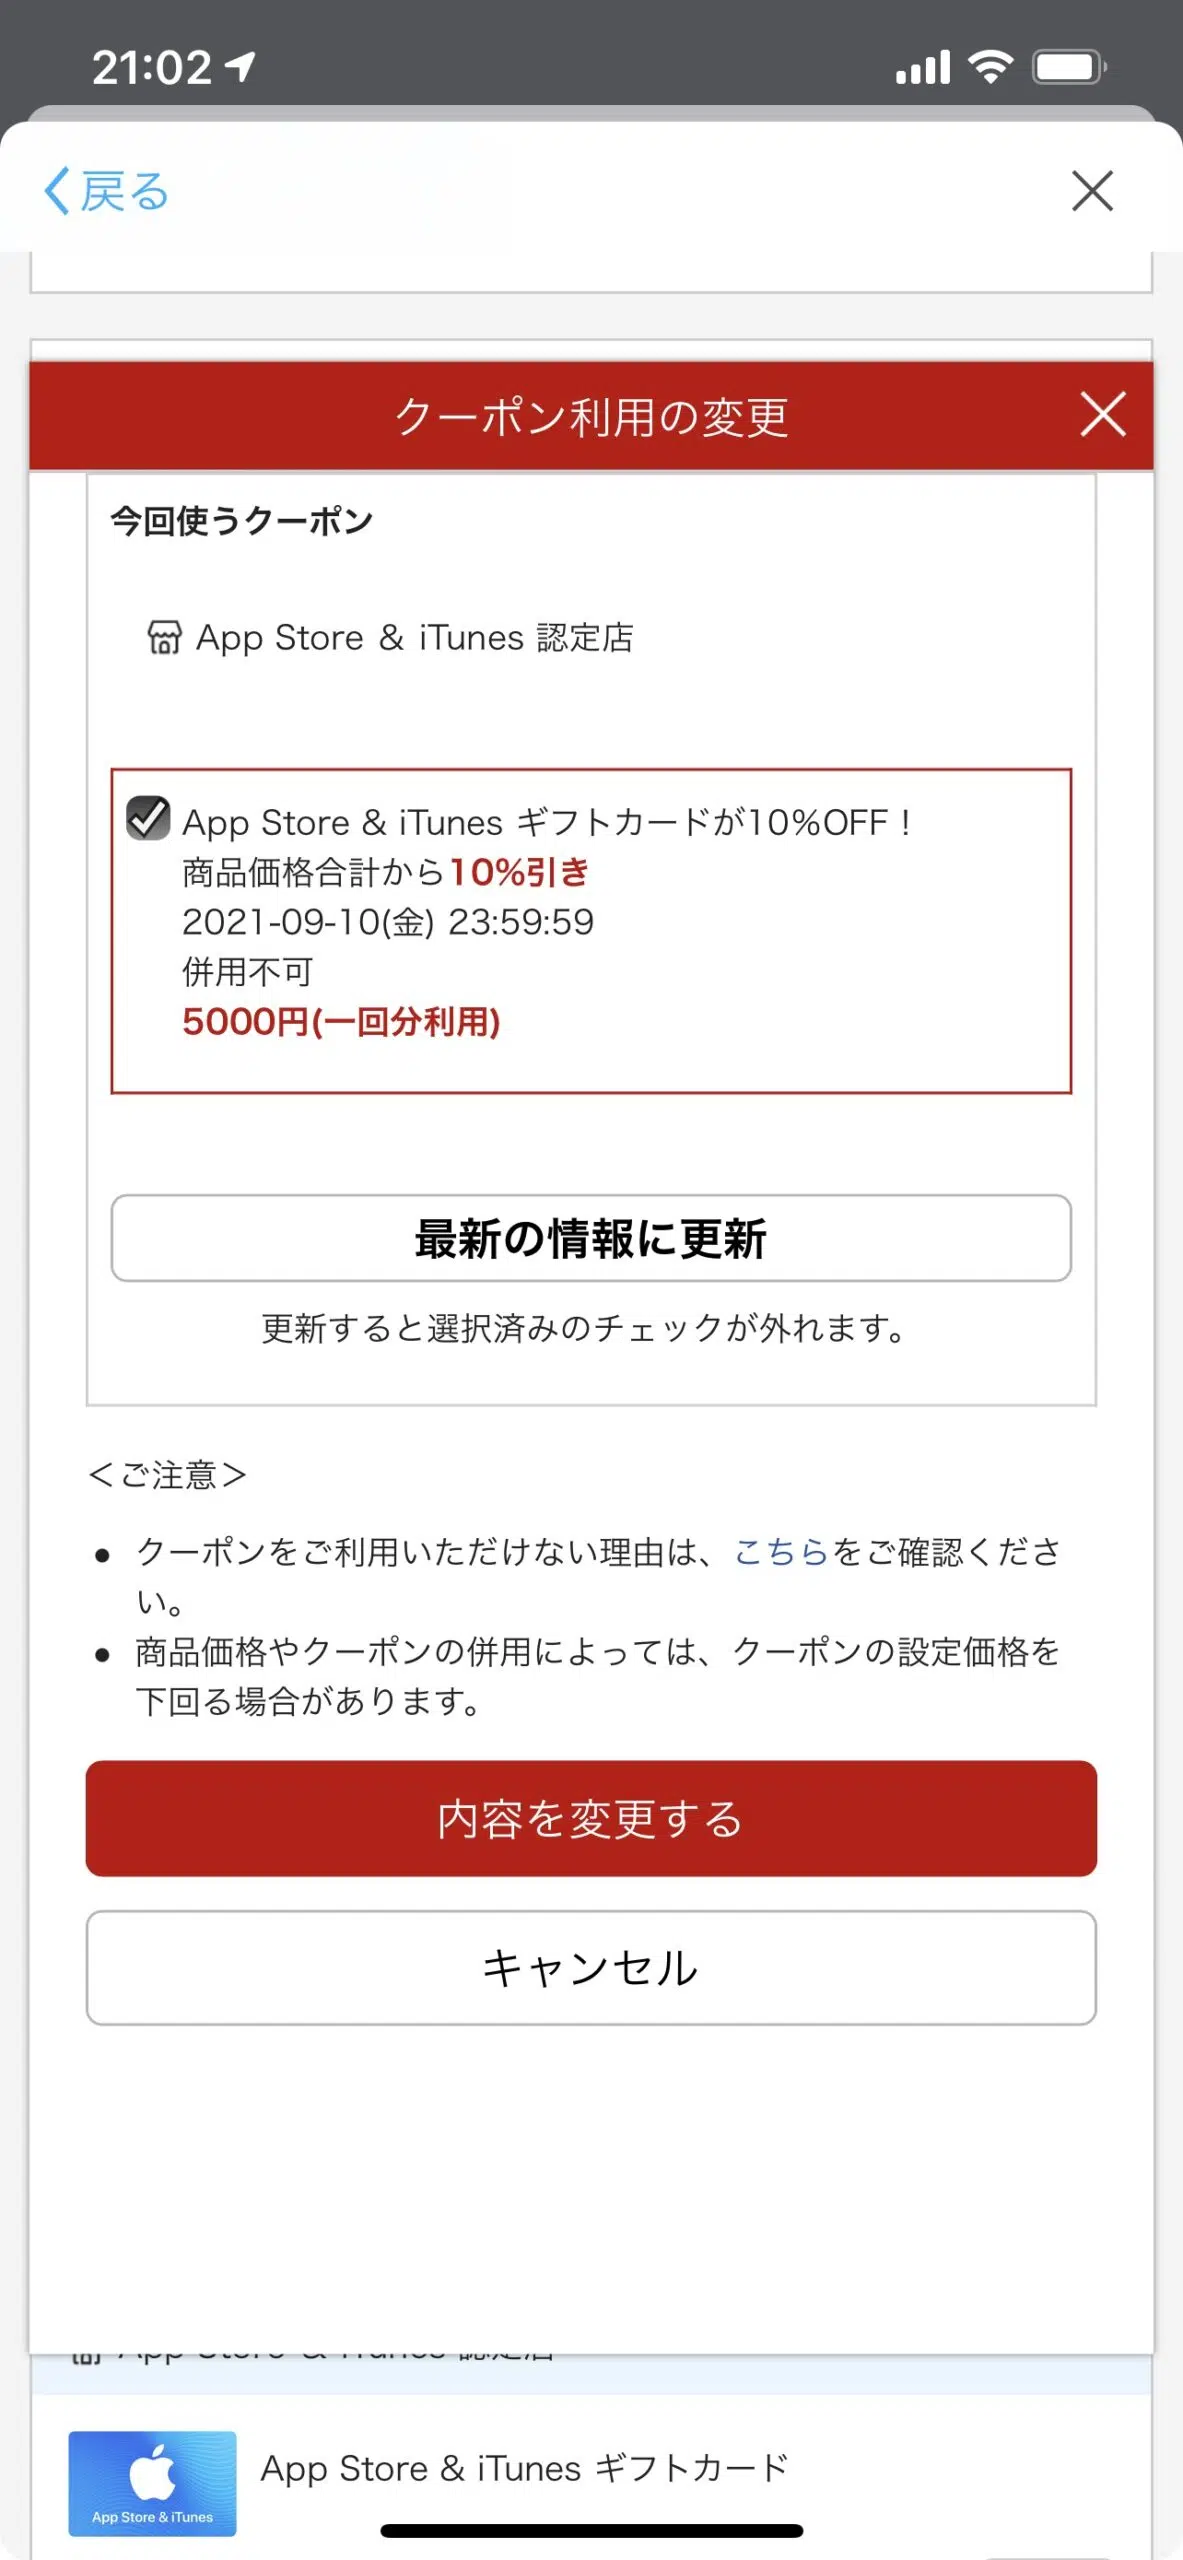 21:02
戻る
クーポン利用の変更
今回使うクーポン
App Store & iTunes 認定店
App Store & iTunes ギフトカードが10%OFF！
商品価格合計から10%引き
2021-09-10(金) 23:59:59
併用不可
5000円(一回分利用)
最新の情報に更新
更新すると選択済みのチェックが外れます。
＜ご注意＞
● クーポンをご利用いただけない理由は、こちらをご確認くださ
い。
● 商品価格やクーポンの併用によっては、クーポンの設定価格を
下回る場合があります。
内容を変更する
キャンセル
App Store & iTunes 認定店
App Store & iTunes ギフトカード
App Store & iTunes